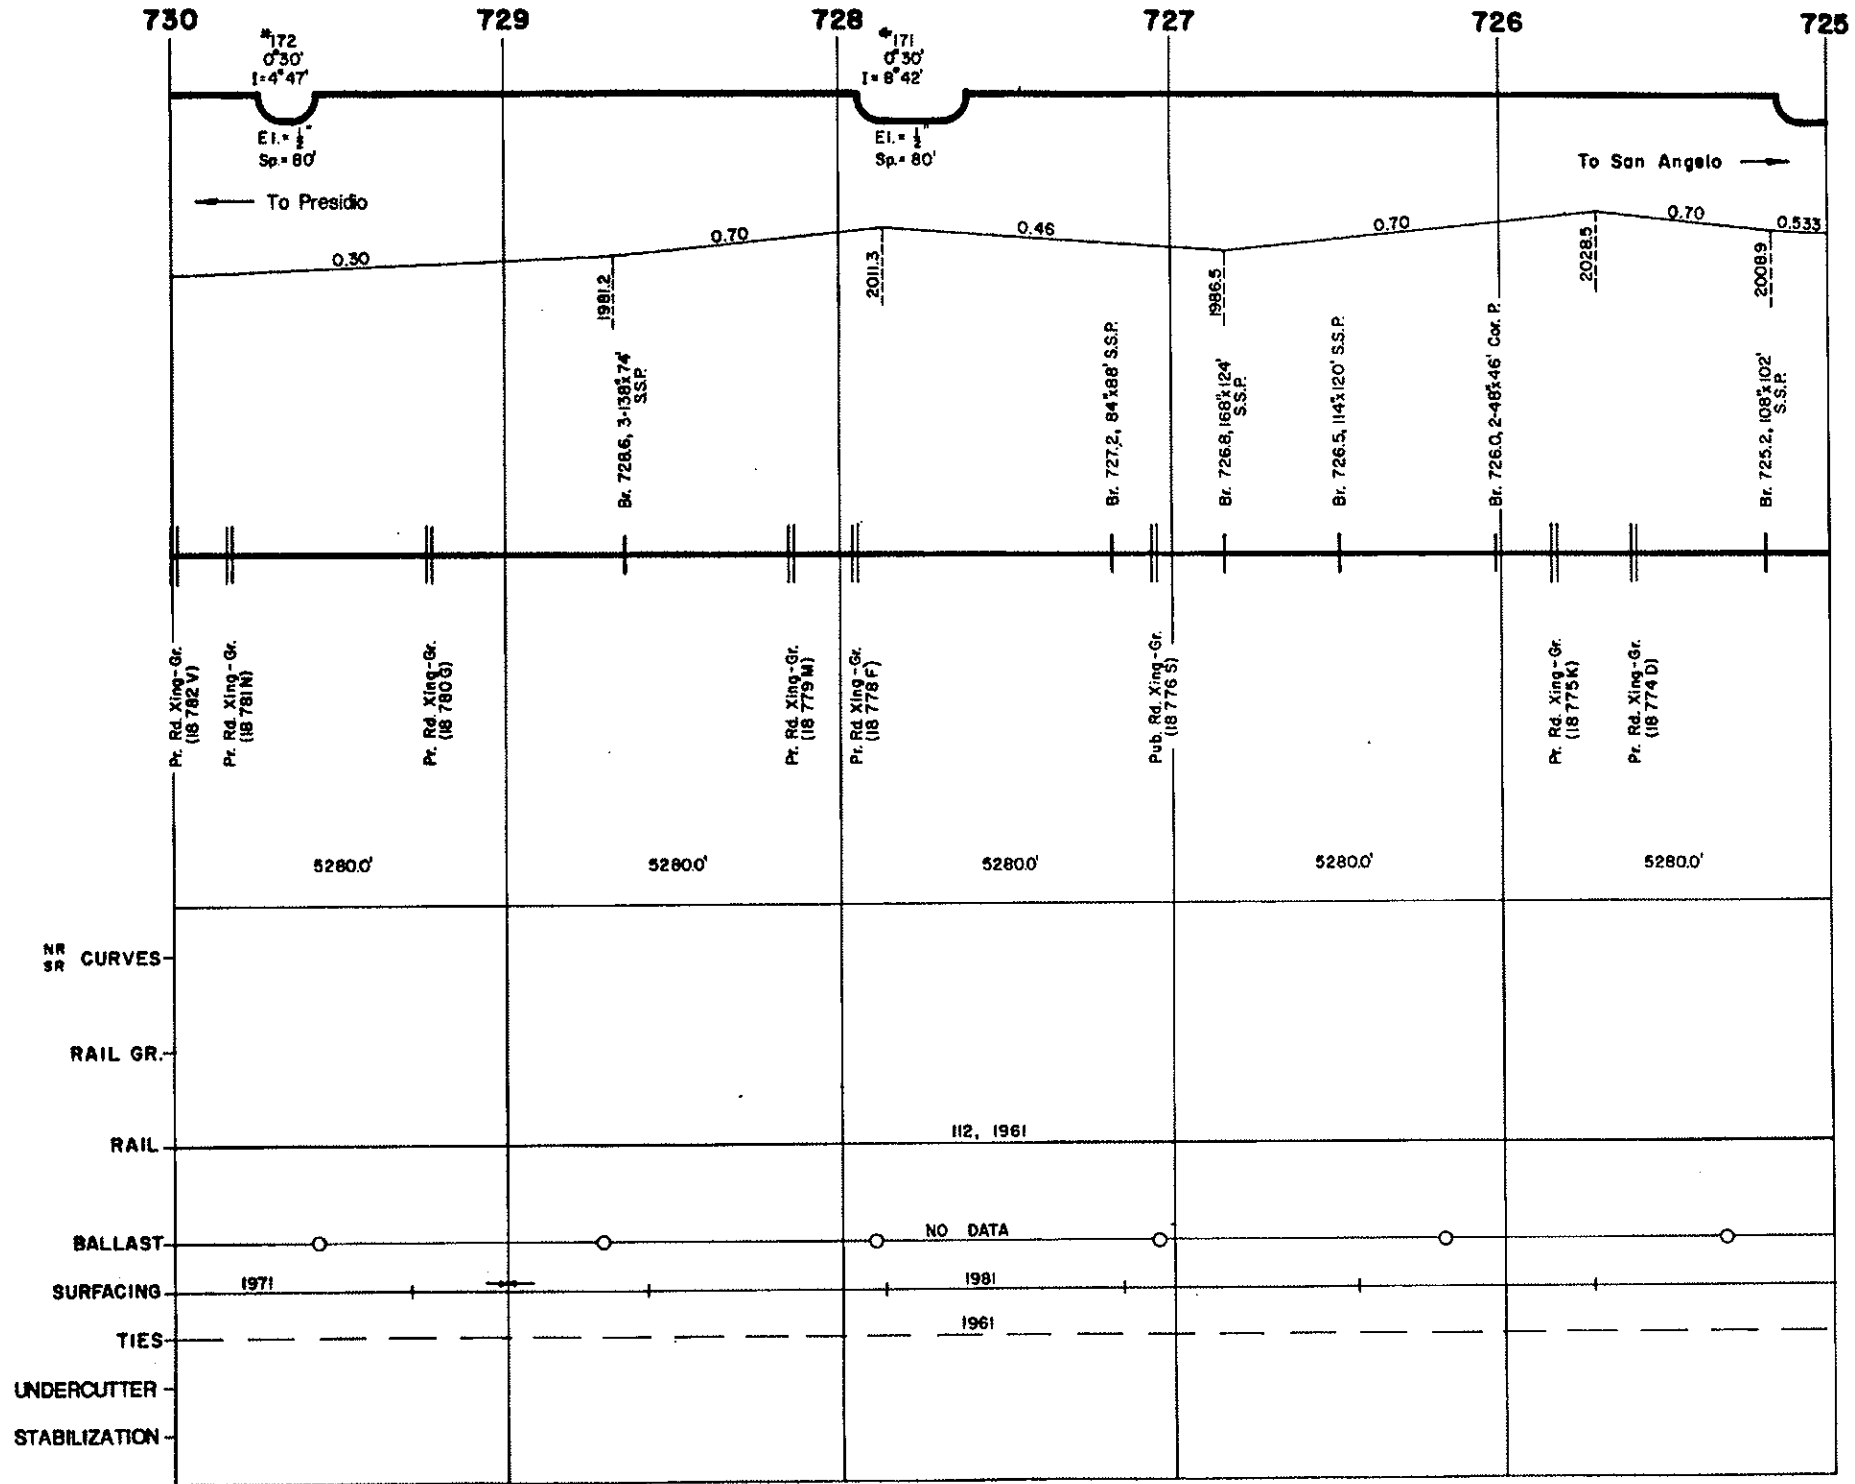 730 729 728 727 726 725
#172
0°30'
I=4°47'
#171
0°30'
I=8°42'
El.= ½"
Sp.= 80'
El.= ½"
Sp.= 80'
To San Angelo
To Presidio
0.30
0.70
0.46
0.70
0.70
0.533
1981.2
2011.3
1986.5
2028.5
2008.9
Br. 728.6, 3-138"x74'
S.S.P.
Br. 727.2, 84"x88' S.S.P.
Br. 726.8, 168"x124'
S.S.P.
Br. 726.5, 114"x120' S.S.P.
Br. 726.0, 2-48"x46' Cor. P.
Br. 725.2, 108"x102'
S.S.P.
Pr. Rd. Xing-Gr.
(18 782 V)
Pr. Rd. Xing-Gr.
(18 781 N)
Pr. Rd. Xing-Gr.
(18 780 G)
Pr. Rd. Xing-Gr.
(18 779 M)
Pr. Rd. Xing-Gr.
(18 778 F)
Pub. Rd. Xing-Gr.
(18 776 S)
Pr. Rd. Xing-Gr.
(18 775 K)
Pr. Rd. Xing-Gr.
(18 774 D)
5280.0' 5280.0' 5280.0' 5280.0' 5280.0'
NR
SR CURVES
RAIL GR.
RAIL 112, 1961
BALLAST NO DATA
SURFACING 1971 1981
TIES 1961
UNDERCUTTER
STABILIZATION